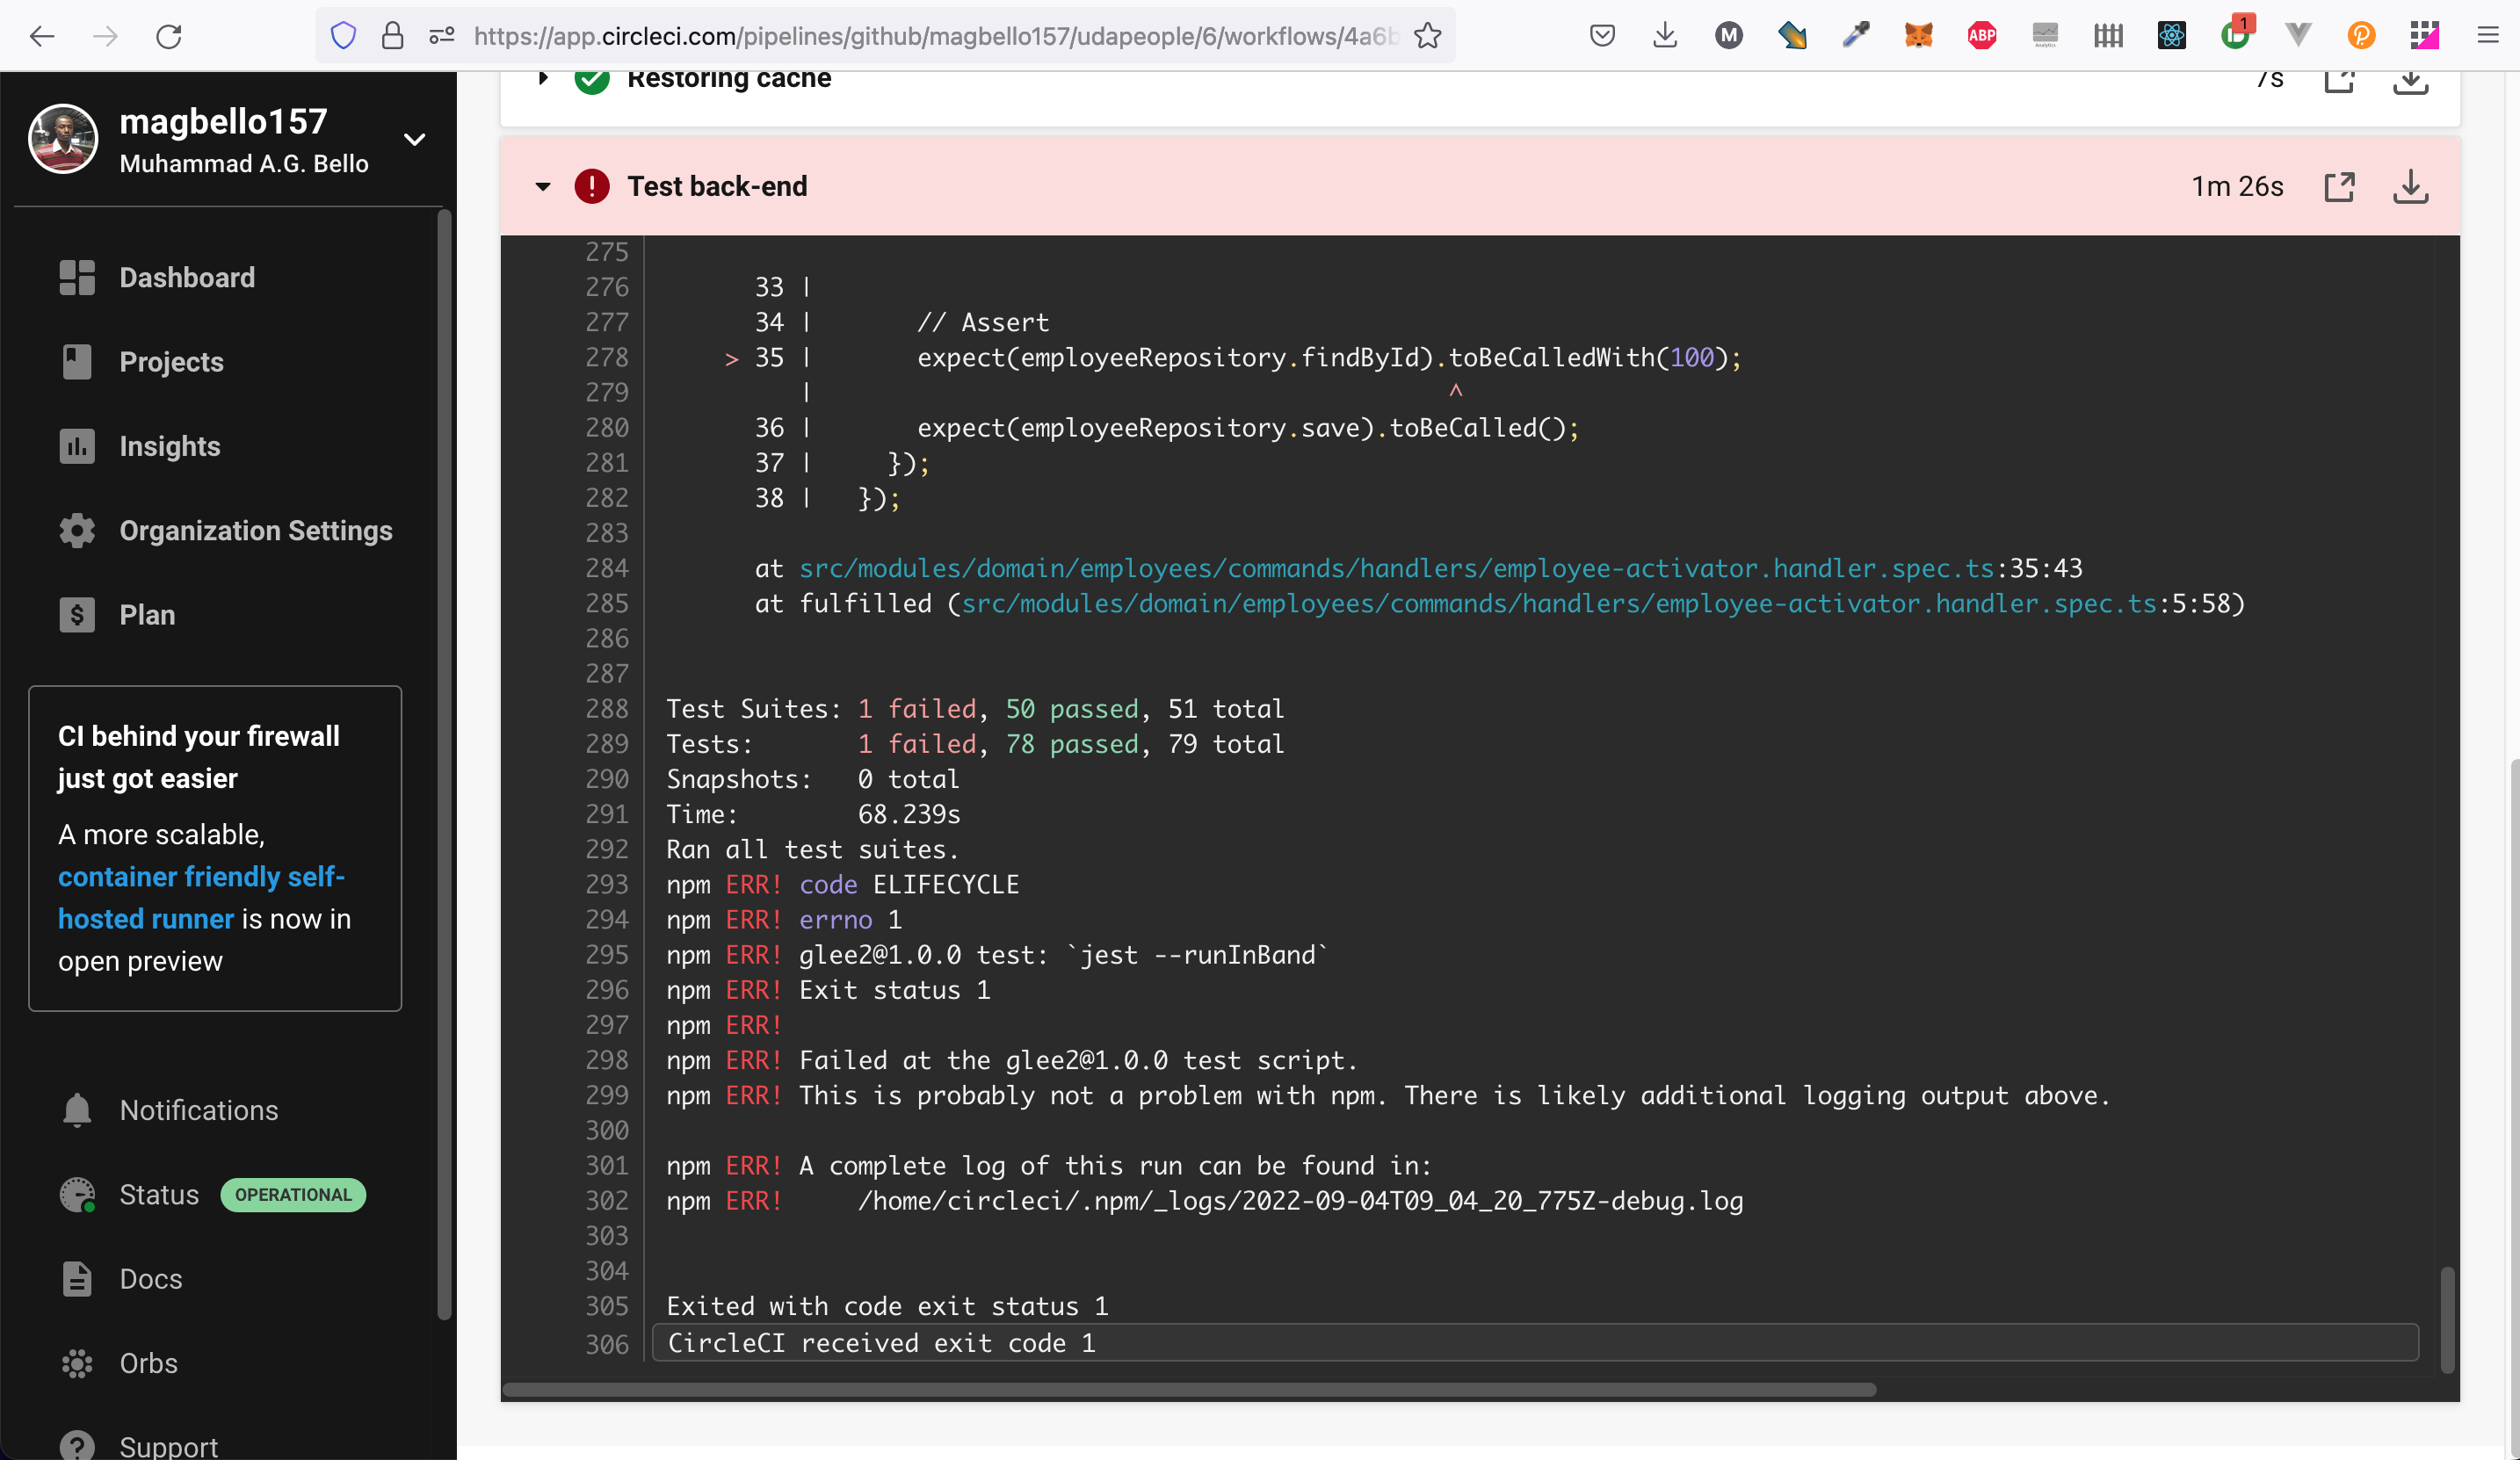 https://app.circleci.com/pipelines/github/magbello157/udapeople/6/workflows/4a6b
M
ABP
Analytics
1
magbello157
Muhammad A.G. Bello
Dashboard
Projects
Insights
Organization Settings
Plan
CI behind your firewall
just got easier
A more scalable,
container friendly self-
hosted runner is now in
open preview
Notifications
Status OPERATIONAL
Docs
Orbs
Support
Restoring cache 7s
Test back-end 1m 26s
275
276 33 |
277 34 | // Assert
278 > 35 | expect(employeeRepository.findById).toBeCalledWith(100);
279 | ^
280 36 | expect(employeeRepository.save).toBeCalled();
281 37 | });
282 38 | });
283
284 at src/modules/domain/employees/commands/handlers/employee-activator.handler.spec.ts:35:43
285 at fulfilled (src/modules/domain/employees/commands/handlers/employee-activator.handler.spec.ts:5:58)
286
287
288 Test Suites: 1 failed, 50 passed, 51 total
289 Tests: 1 failed, 78 passed, 79 total
290 Snapshots: 0 total
291 Time: 68.239s
292 Ran all test suites.
293 npm ERR! code ELIFECYCLE
294 npm ERR! errno 1
295 npm ERR! glee2@1.0.0 test: `jest --runInBand`
296 npm ERR! Exit status 1
297 npm ERR!
298 npm ERR! Failed at the glee2@1.0.0 test script.
299 npm ERR! This is probably not a problem with npm. There is likely additional logging output above.
300
301 npm ERR! A complete log of this run can be found in:
302 npm ERR! /home/circleci/.npm/_logs/2022-09-04T09_04_20_775Z-debug.log
303
304
305 Exited with code exit status 1
306 CircleCI received exit code 1